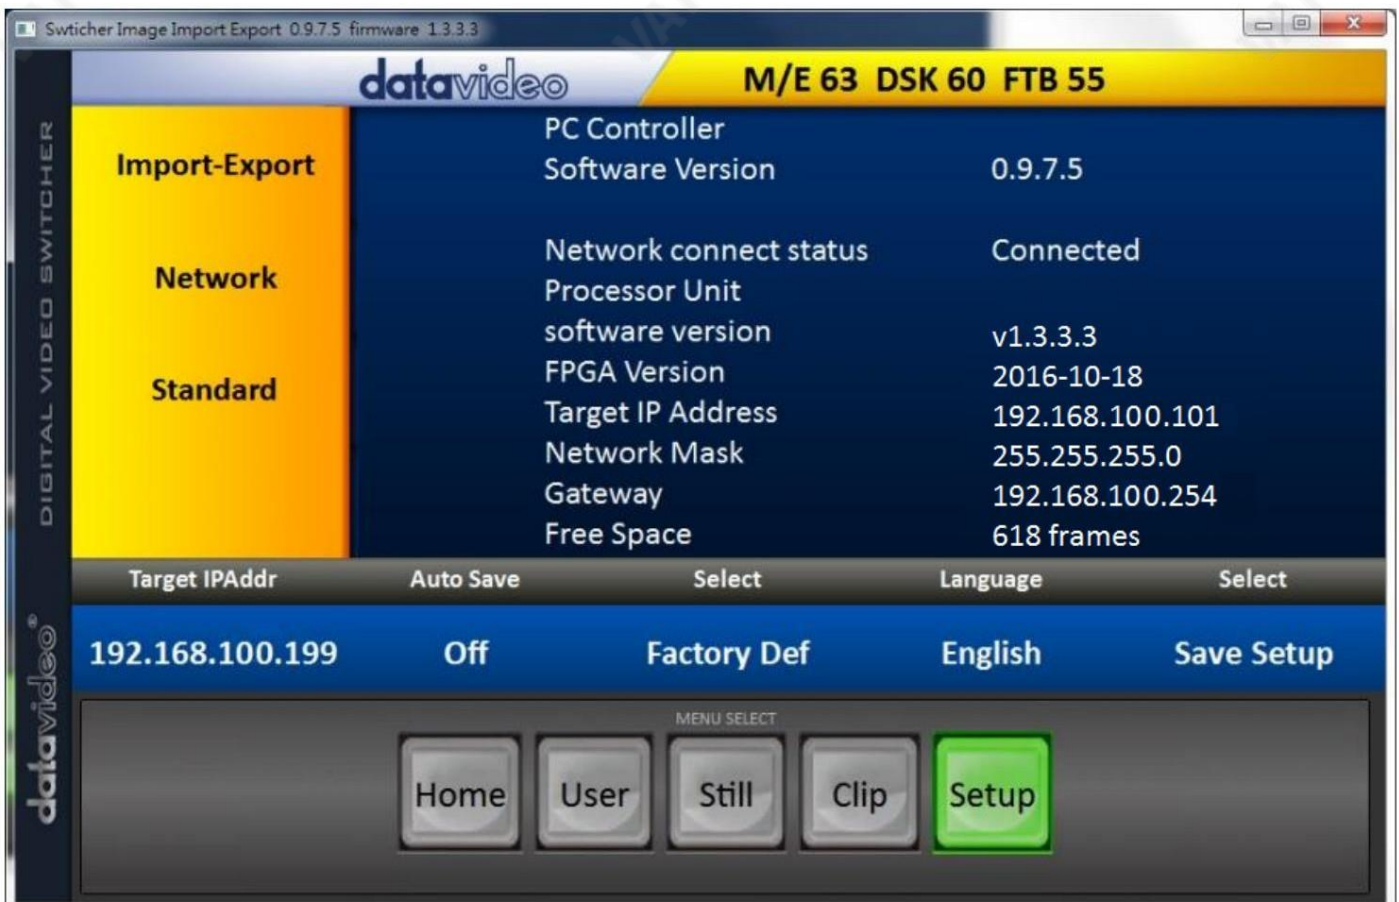 Swticher Image Import Export 0.9.7.5 firmware 1.3.3.3
datavideo
M/E 63 DSK 60 FTB 55
DIGITAL VIDEO SWITCHER
datavideo®
Import-Export
Network
Standard
PC Controller
Software Version 0.9.7.5
Network connect status Connected
Processor Unit
software version v1.3.3.3
FPGA Version 2016-10-18
Target IP Address 192.168.100.101
Network Mask 255.255.255.0
Gateway 192.168.100.254
Free Space 618 frames
Target IPAddr Auto Save Select Language Select
192.168.100.199 Off Factory Def English Save Setup
MENU SELECT
Home User Still Clip Setup